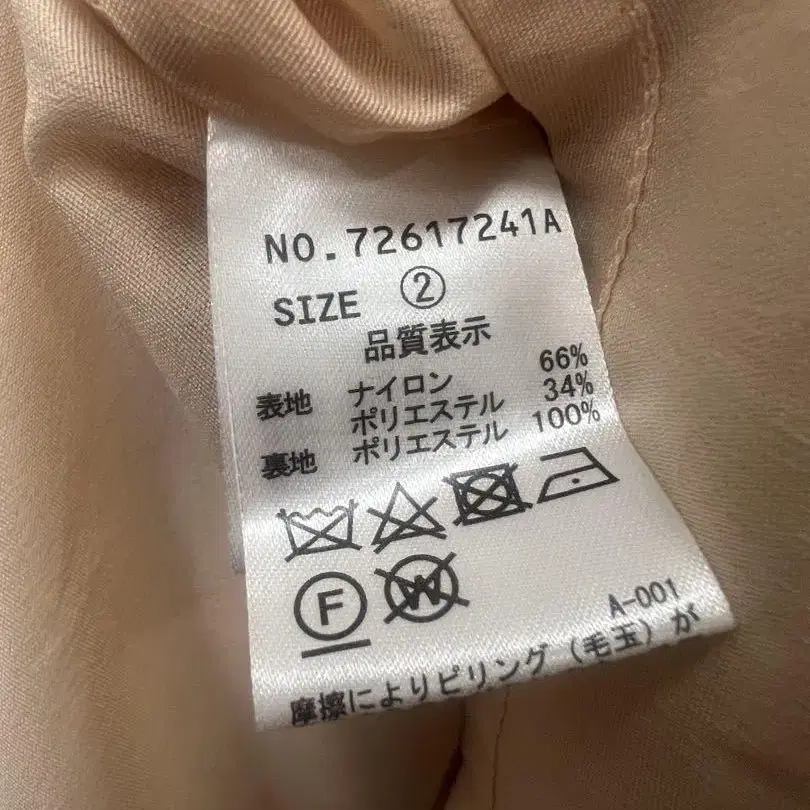 NO.72617241A
SIZE ②
品質表示
表地 ナイロン 66%
ポリエステル 34%
裏地 ポリエステル 100%
F W
A-001
摩擦によりピリング(毛玉)が